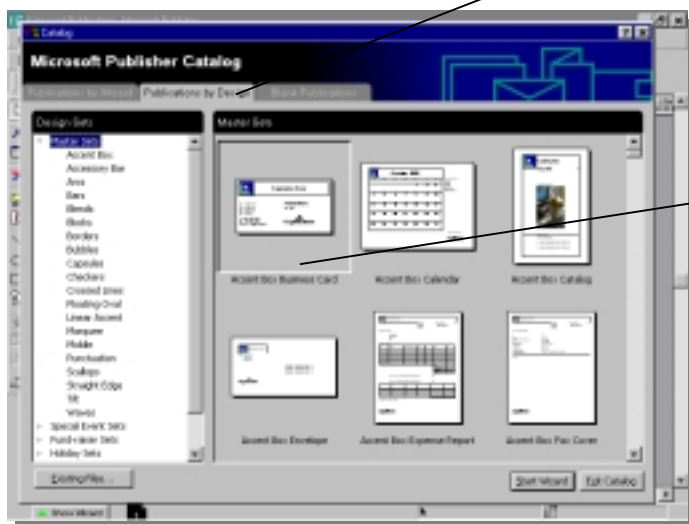 Catalog
Microsoft Publisher Catalog
Publications by Wizard Publications by Design Blank Publications
Design Sets
Master Sets
Master Sets
Accent Box
Accessory Bar
Arcs
Bars
Blends
Blocks
Borders
Bubbles
Capsules
Checkers
Crossed Lines
Floating Oval
Linear Accent
Marquee
Mobile
Punctuation
Scallops
Straight Edge
Tilt
Waves
Special Event Sets
Fund-raiser Sets
Holiday Sets
Accent Box Business Card
Accent Box Calendar
Accent Box Catalog
Accent Box Envelope
Accent Box Expense Report
Accent Box Fax Cover
Existing Files...
Start Wizard
Exit Catalog
Show Wizard